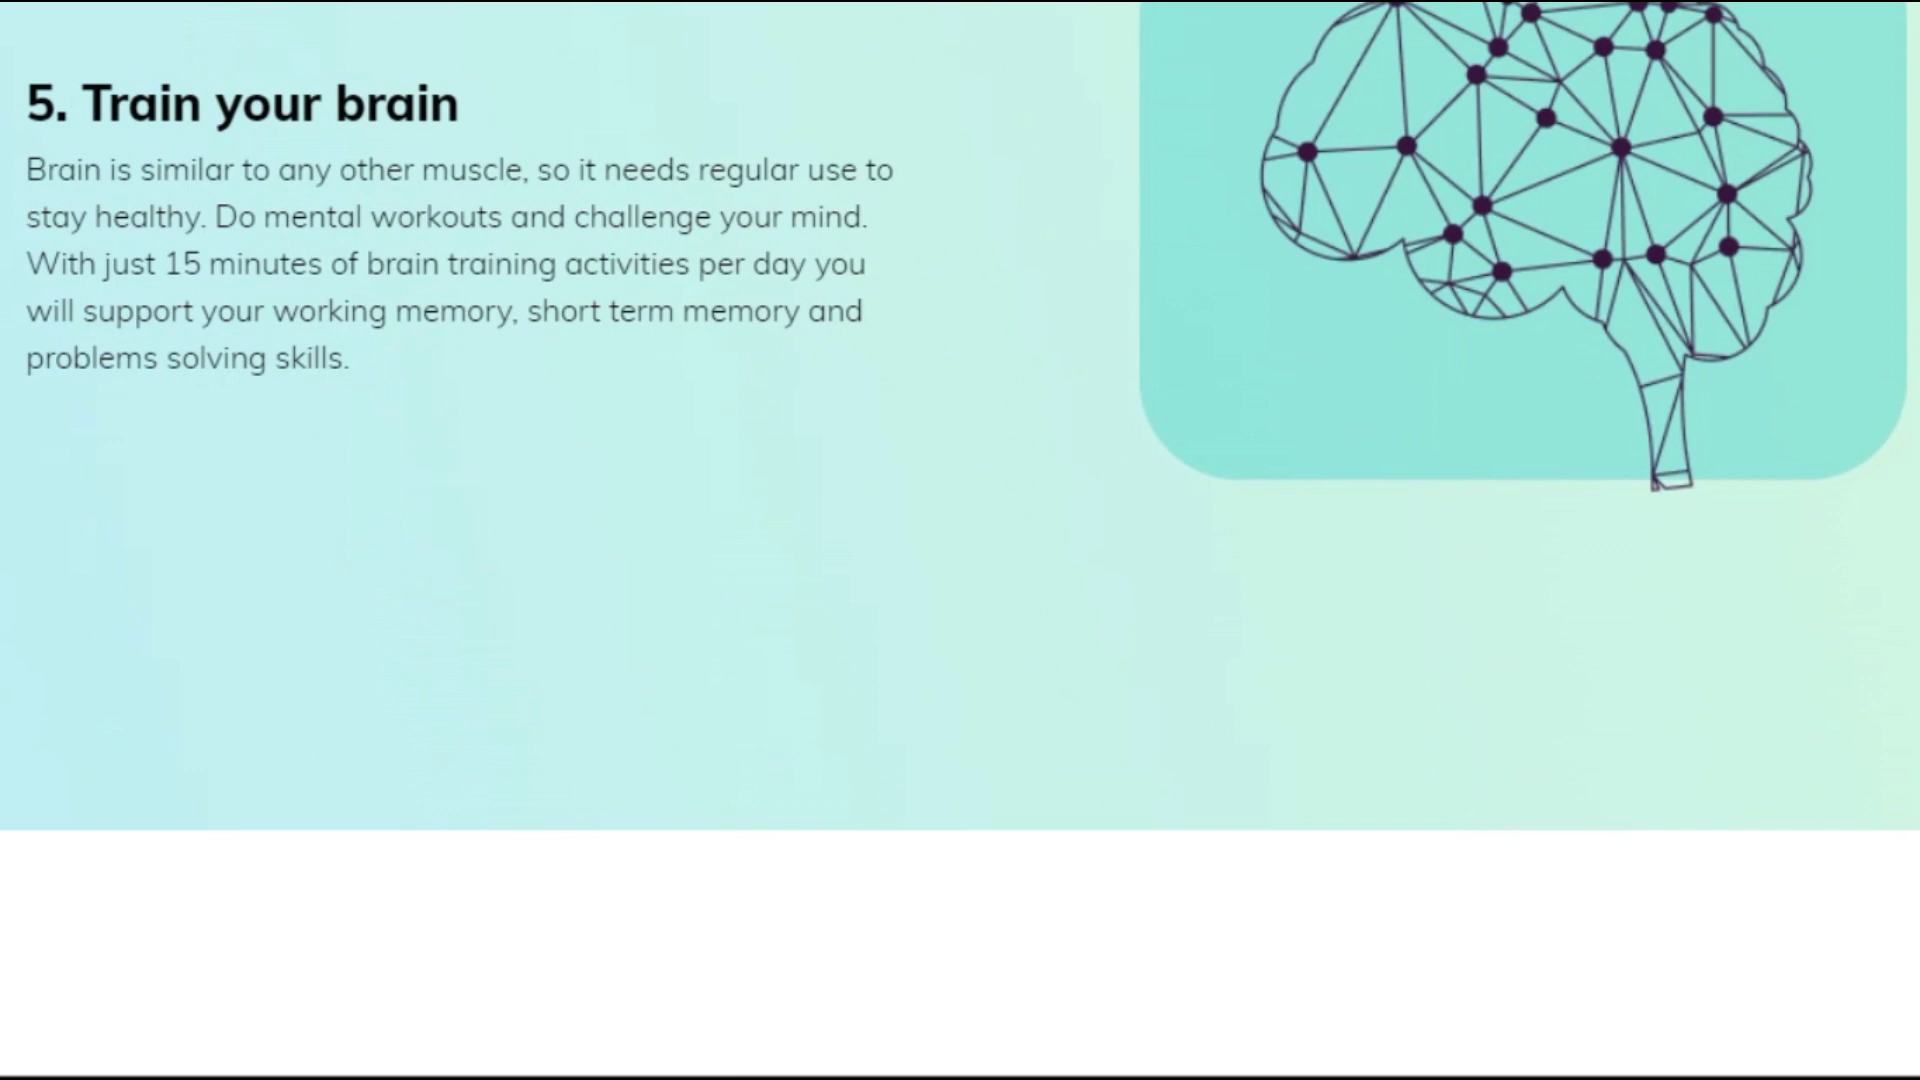 5. Train your brain
Brain is similar to any other muscle, so it needs regular use to
stay healthy. Do mental workouts and challenge your mind.
With just 15 minutes of brain training activities per day you
will support your working memory, short term memory and
problems solving skills.